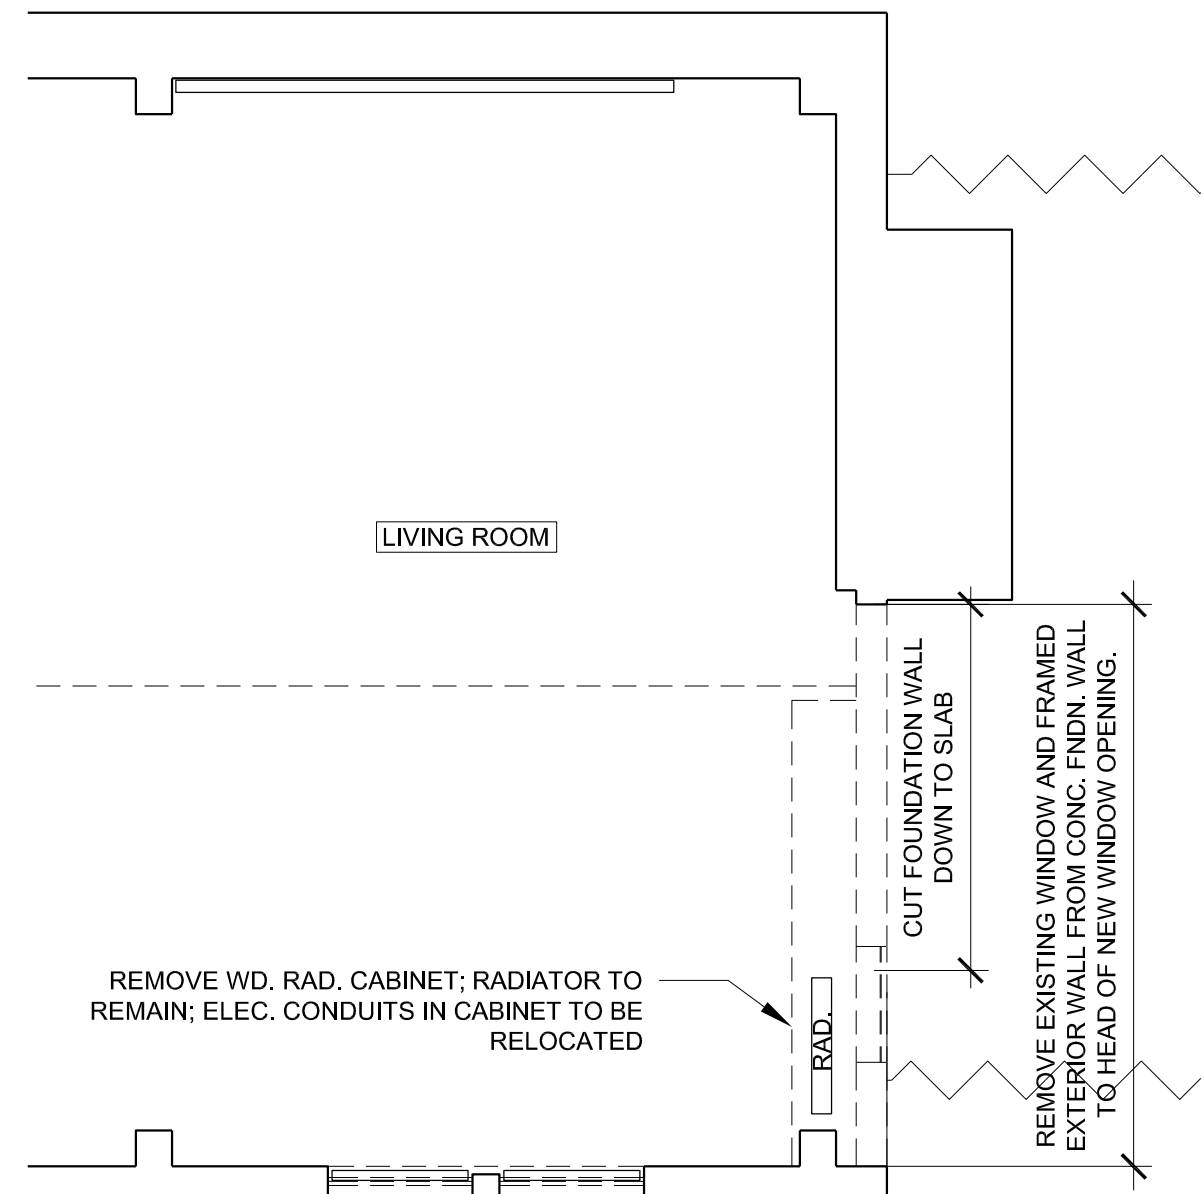 LIVING ROOM
CUT FOUNDATION WALL
DOWN TO SLAB
REMOVE EXISTING WINDOW AND FRAMED
EXTERIOR WALL FROM CONC. FNDN. WALL
TO HEAD OF NEW WINDOW OPENING.
REMOVE WD. RAD. CABINET; RADIATOR TO
REMAIN; ELEC. CONDUITS IN CABINET TO BE
RELOCATED
RAD.